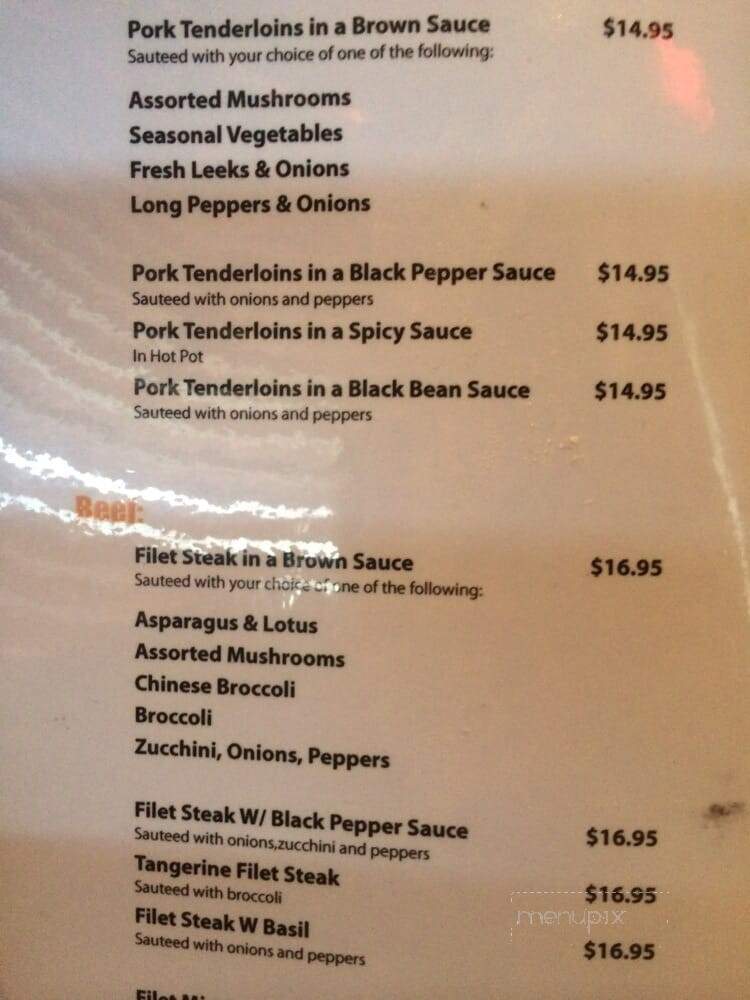 Pork Tenderloins in a Brown Sauce $14.95
Sauteed with your choice of one of the following:
Assorted Mushrooms
Seasonal Vegetables
Fresh Leeks & Onions
Long Peppers & Onions
Pork Tenderloins in a Black Pepper Sauce $14.95
Sauteed with onions and peppers
Pork Tenderloins in a Spicy Sauce $14.95
In Hot Pot
Pork Tenderloins in a Black Bean Sauce $14.95
Sauteed with onions and peppers
Beef:
Filet Steak in a Brown Sauce $16.95
Sauteed with your choice of one of the following:
Asparagus & Lotus
Assorted Mushrooms
Chinese Broccoli
Broccoli
Zucchini, Onions, Peppers
Filet Steak W/ Black Pepper Sauce $16.95
Sauteed with onions,zucchini and peppers
Tangerine Filet Steak $16.95
Sauteed with broccoli
menupix
Filet Steak W Basil $16.95
Sauteed with onions and peppers